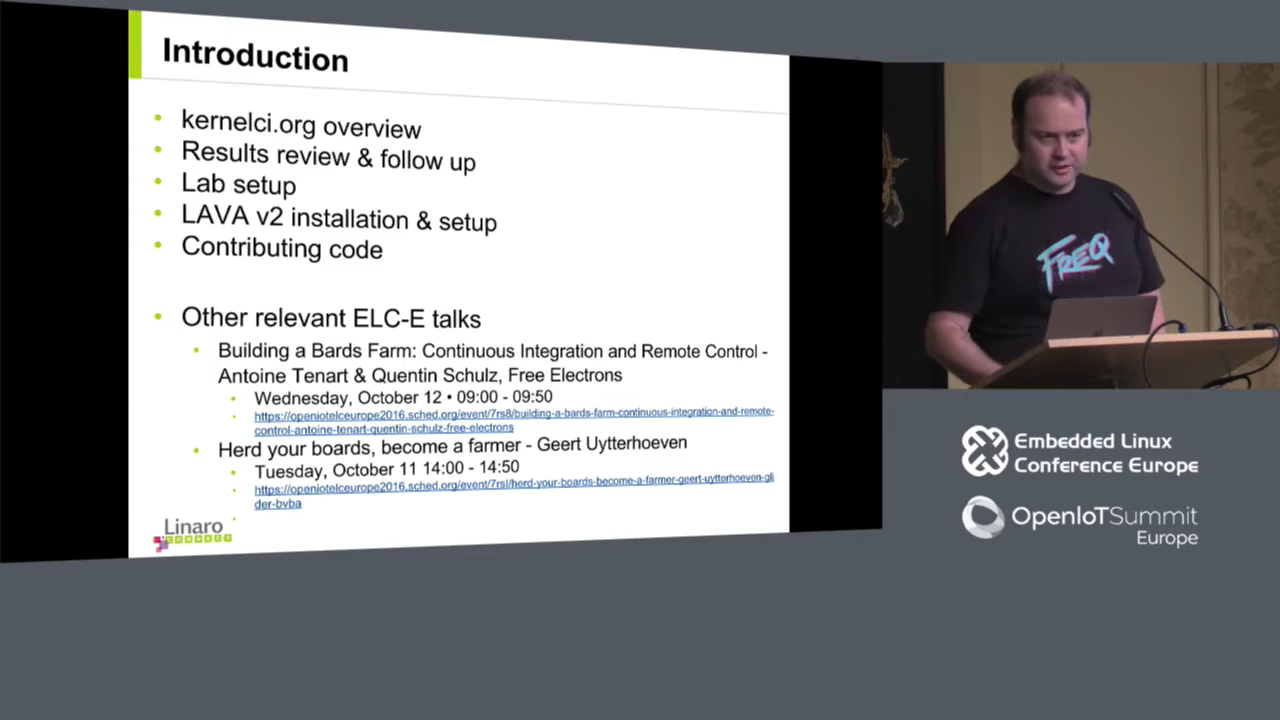 Introduction
kernelci.org overview
Results review & follow up
Lab setup
LAVA v2 installation & setup
Contributing code
Other relevant ELC-E talks
Building a Bards Farm: Continuous Integration and Remote Control -
Antoine Tenart & Quentin Schulz, Free Electrons
Wednesday, October 12 • 09:00 - 09:50
https://openiotelceurope2016.sched.org/event/7rs8/building-a-bards-farm-continuous-integration-and-remote-
control-antoine-tenart-quentin-schulz-free-electrons
Herd your boards, become a farmer - Geert Uytterhoeven
Tuesday, October 11 14:00 - 14:50
https://openiotelceurope2016.sched.org/event/7rsl/herd-your-boards-become-a-farmer-geert-uytterhoeven-gli
der-bvba
Linaro
CONNECT
FREQ
Embedded Linux
Conference Europe
OpenIoTSummit
Europe